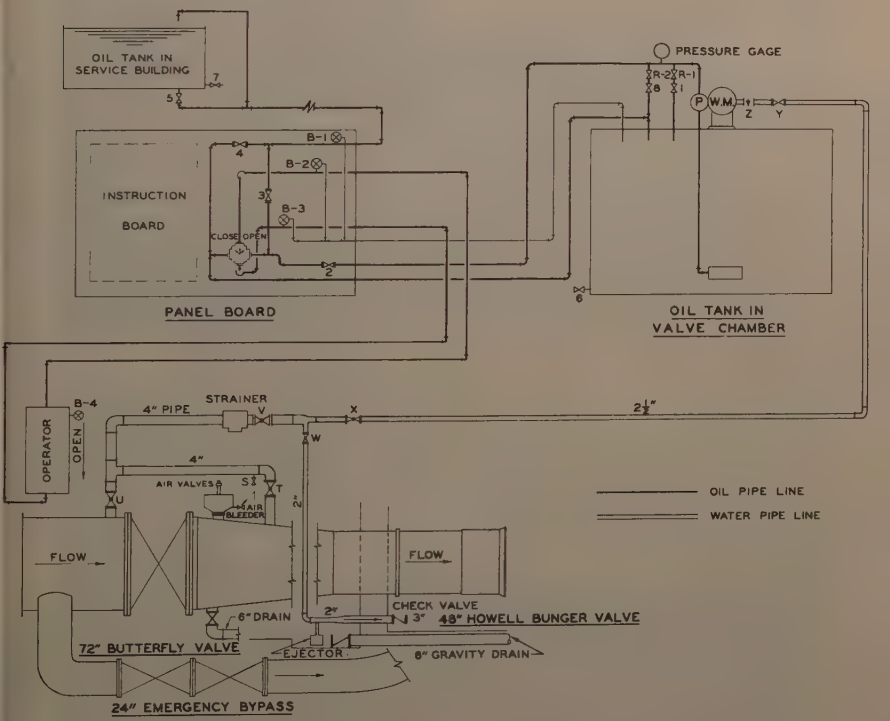 OIL TANK IN
SERVICE BUILDING
7
5
PRESSURE GAGE
R-2
R-1
8
1
P
W.M.
Z
Y
4
B-1
B-2
3
B-3
INSTRUCTION
BOARD
CLOSE
OPEN
2
PANEL BOARD
6
OIL TANK IN
VALVE CHAMBER
B-4
OPERATOR
OPEN
STRAINER
4" PIPE
V
X
2"
W
4"
AIR VALVES
S
T
U
AIR
BLEEDER
2"
OIL PIPE LINE
WATER PIPE LINE
FLOW
FLOW
6" DRAIN
2"
CHECK VALVE
3"
48" HOWELL BUNGER VALVE
72" BUTTERFLY VALVE
EJECTOR
6" GRAVITY DRAIN
24" EMERGENCY BYPASS